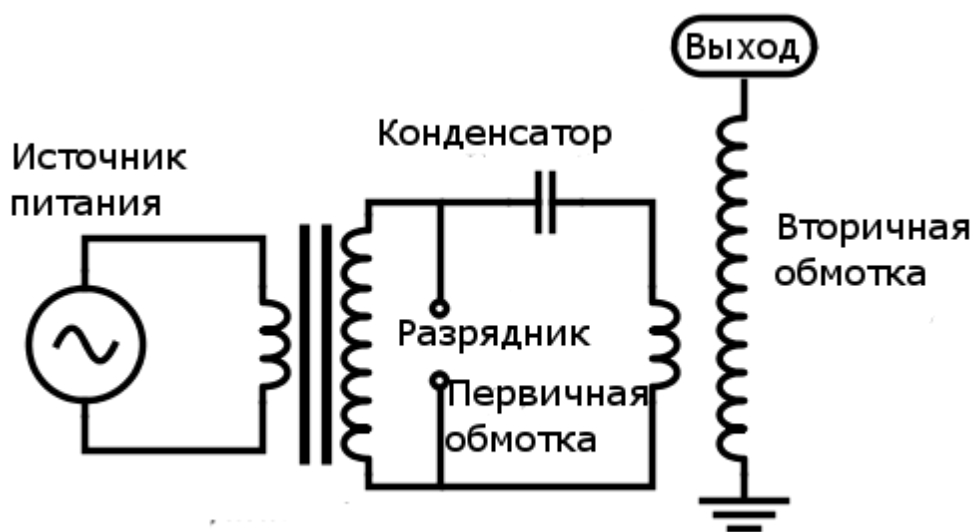 Выход
Конденсатор
Источник
питания
Вторичная
обмотка
Разрядник
Первичная
обмотка